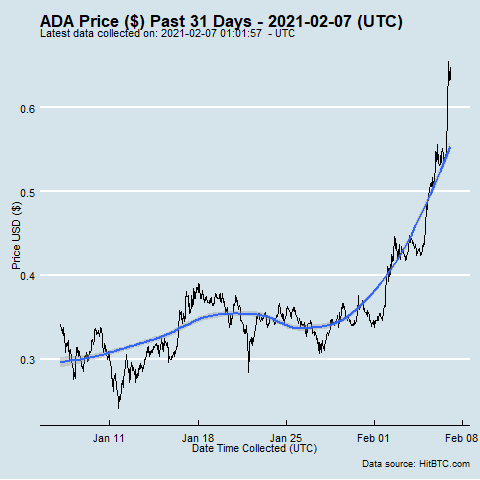 ADA Price ($) Past 31 Days - 2021-02-07 (UTC)
Latest data collected on: 2021-02-07 01:01:57 - UTC
0.6
0.5
0.4
0.3
Price USD ($)
Jan 11
Jan 18
Jan 25
Feb 01
Feb 08
Date Time Collected (UTC)
Data source: HitBTC.com